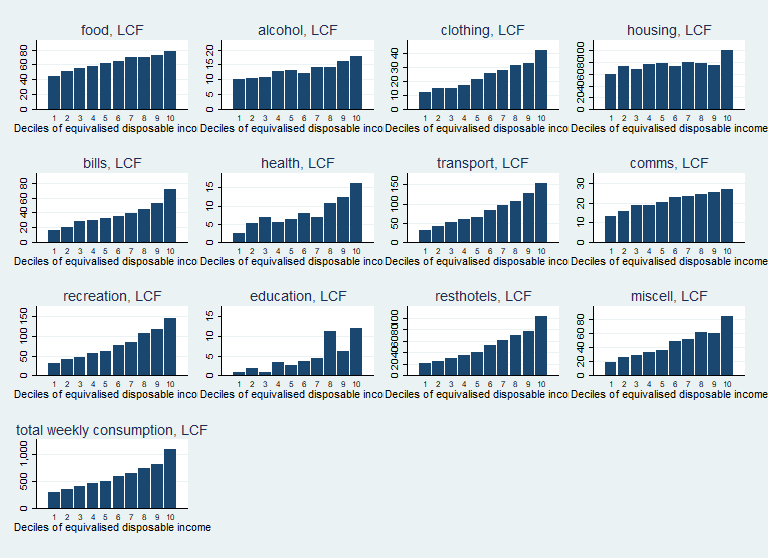 food, LCF
0 20 40 60 80
1 2 3 4 5 6 7 8 9 10
Deciles of equivalised disposable inco
alcohol, LCF
0 5 10 15 20
1 2 3 4 5 6 7 8 9 10
Deciles of equivalised disposable inco
clothing, LCF
0 10 20 30 40
1 2 3 4 5 6 7 8 9 10
Deciles of equivalised disposable inco
housing, LCF
0 20 40 60 80 100
1 2 3 4 5 6 7 8 9 10
Deciles of equivalised disposable income
bills, LCF
0 20 40 60 80
1 2 3 4 5 6 7 8 9 10
Deciles of equivalised disposable inco
health, LCF
0 5 10 15
1 2 3 4 5 6 7 8 9 10
Deciles of equivalised disposable inco
transport, LCF
0 50 100 150
1 2 3 4 5 6 7 8 9 10
Deciles of equivalised disposable inco
comms, LCF
0 10 20 30
1 2 3 4 5 6 7 8 9 10
Deciles of equivalised disposable income
recreation, LCF
0 50 100 150
1 2 3 4 5 6 7 8 9 10
Deciles of equivalised disposable inco
education, LCF
0 5 10 15
1 2 3 4 5 6 7 8 9 10
Deciles of equivalised disposable inco
resthotels, LCF
0 20 40 60 80 100
1 2 3 4 5 6 7 8 9 10
Deciles of equivalised disposable inco
miscell, LCF
0 20 40 60 80
1 2 3 4 5 6 7 8 9 10
Deciles of equivalised disposable income
total weekly consumption, LCF
0 500 1,000
1 2 3 4 5 6 7 8 9 10
Deciles of equivalised disposable income